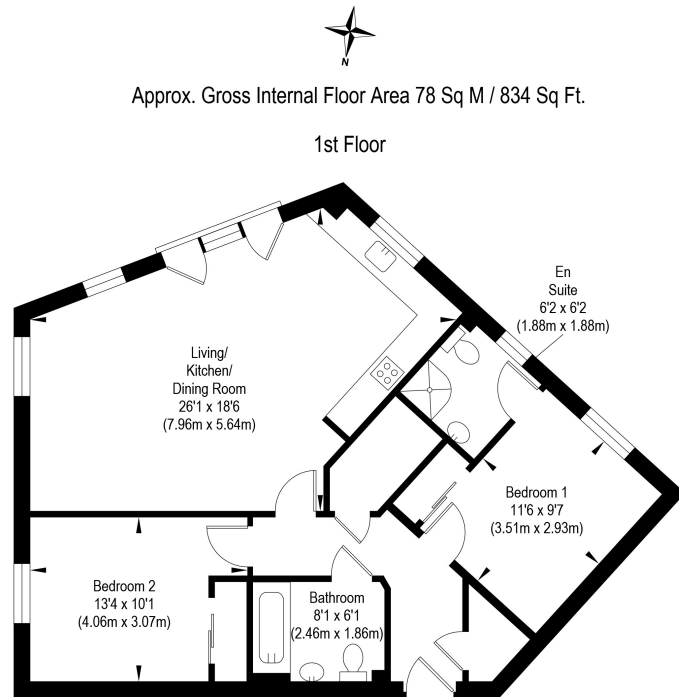 N
Approx. Gross Internal Floor Area 78 Sq M / 834 Sq Ft.
1st Floor
En
Suite
6'2 x 6'2
(1.88m x 1.88m)
Living/
Kitchen/
Dining Room
26'1 x 18'6
(7.96m x 5.64m)
Bedroom 1
11'6 x 9'7
(3.51m x 2.93m)
Bedroom 2
13'4 x 10'1
(4.06m x 3.07m)
Bathroom
8'1 x 6'1
(2.46m x 1.86m)